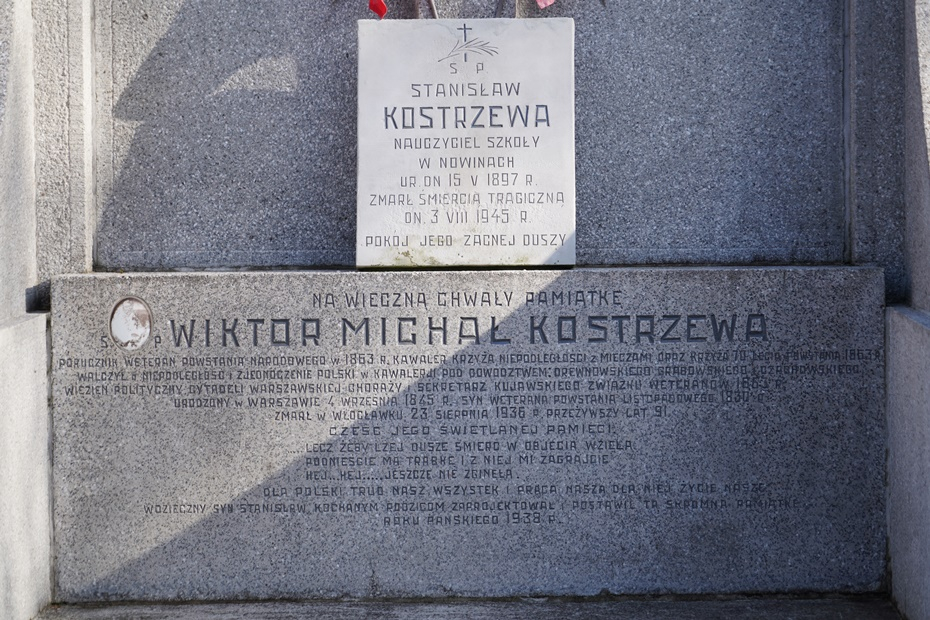 Ś P
STANISŁAW
KOSTRZEWA
NAUCZYCIEL SZKOŁY
W NOWINACH
UR. DN 15 V 1897 R.
ZMARŁ ŚMIERCIĄ TRAGICZNĄ
DN. 3 VIII 1945 R.
POKÓJ JEGO ZACNEJ DUSZY
NA WIECZNĄ CHWAŁY PAMIĄTKĘ
Ś P WIKTOR MICHAŁ KOSTRZEWA
PORUCZNIK WETERAN POWSTANIA NARODOWEGO W 1863 R. KAWALER KRZYŻA NIEPODLEGŁOŚCI z MIECZAMI ORAZ KRZYŻA 70 LECIA POWSTANIA 1863 R
WALCZYŁ o NIEPODLEGŁOŚĆ I ZJEDNOCZENIE POLSKI W KAWALERJI POD DOWÓDZTWEM: DREWNOWSKIEGO GRABOWSKIEGO i
WIĘZIEŃ POLITYCZNY CYTADELI WARSZAWSKIEJ CHORĄŻY i SEKRETARZ KUJAWSKIEGO ZWIĄZKU WETERANÓW
URODZONY W WARSZAWIE 4 WRZEŚNIA 1845 R. SYN WETERANA POWSTANIA LISTOPADOWEGO 1830 R.
ZMARŁ W WŁOCŁAWKU 23 SIERPNIA 1936 R PRZEŻYWSZY LAT 91.
CZEŚĆ JEGO ŚWIETLANEJ PAMIĘCI.
....LECZ ŻEBY LŻEJ DUSZĘ ŚMIERĆ W OBJĘCIA WZIĘŁA
PODNIEŚCIE MĄ TRĄBKĘ I Z NIEJ MI ZAGRAJCIE
HEJ...HEJ.....JESZCZE NIE ZGINĘŁA.
DLA POLSKI TRUD NASZ WSZYSTEK I PRACA NASZA DLA NIEJ ŻYCIE NASZE
WDZIĘCZNY SYN STANISŁAW, KOCHANYM RODZICOM ZAPROJEKTOWAŁ I POSTAWIŁ TĄ SKROMNĄ PAMIĄTKĘ
ROKU PAŃSKIEGO 1938 R.